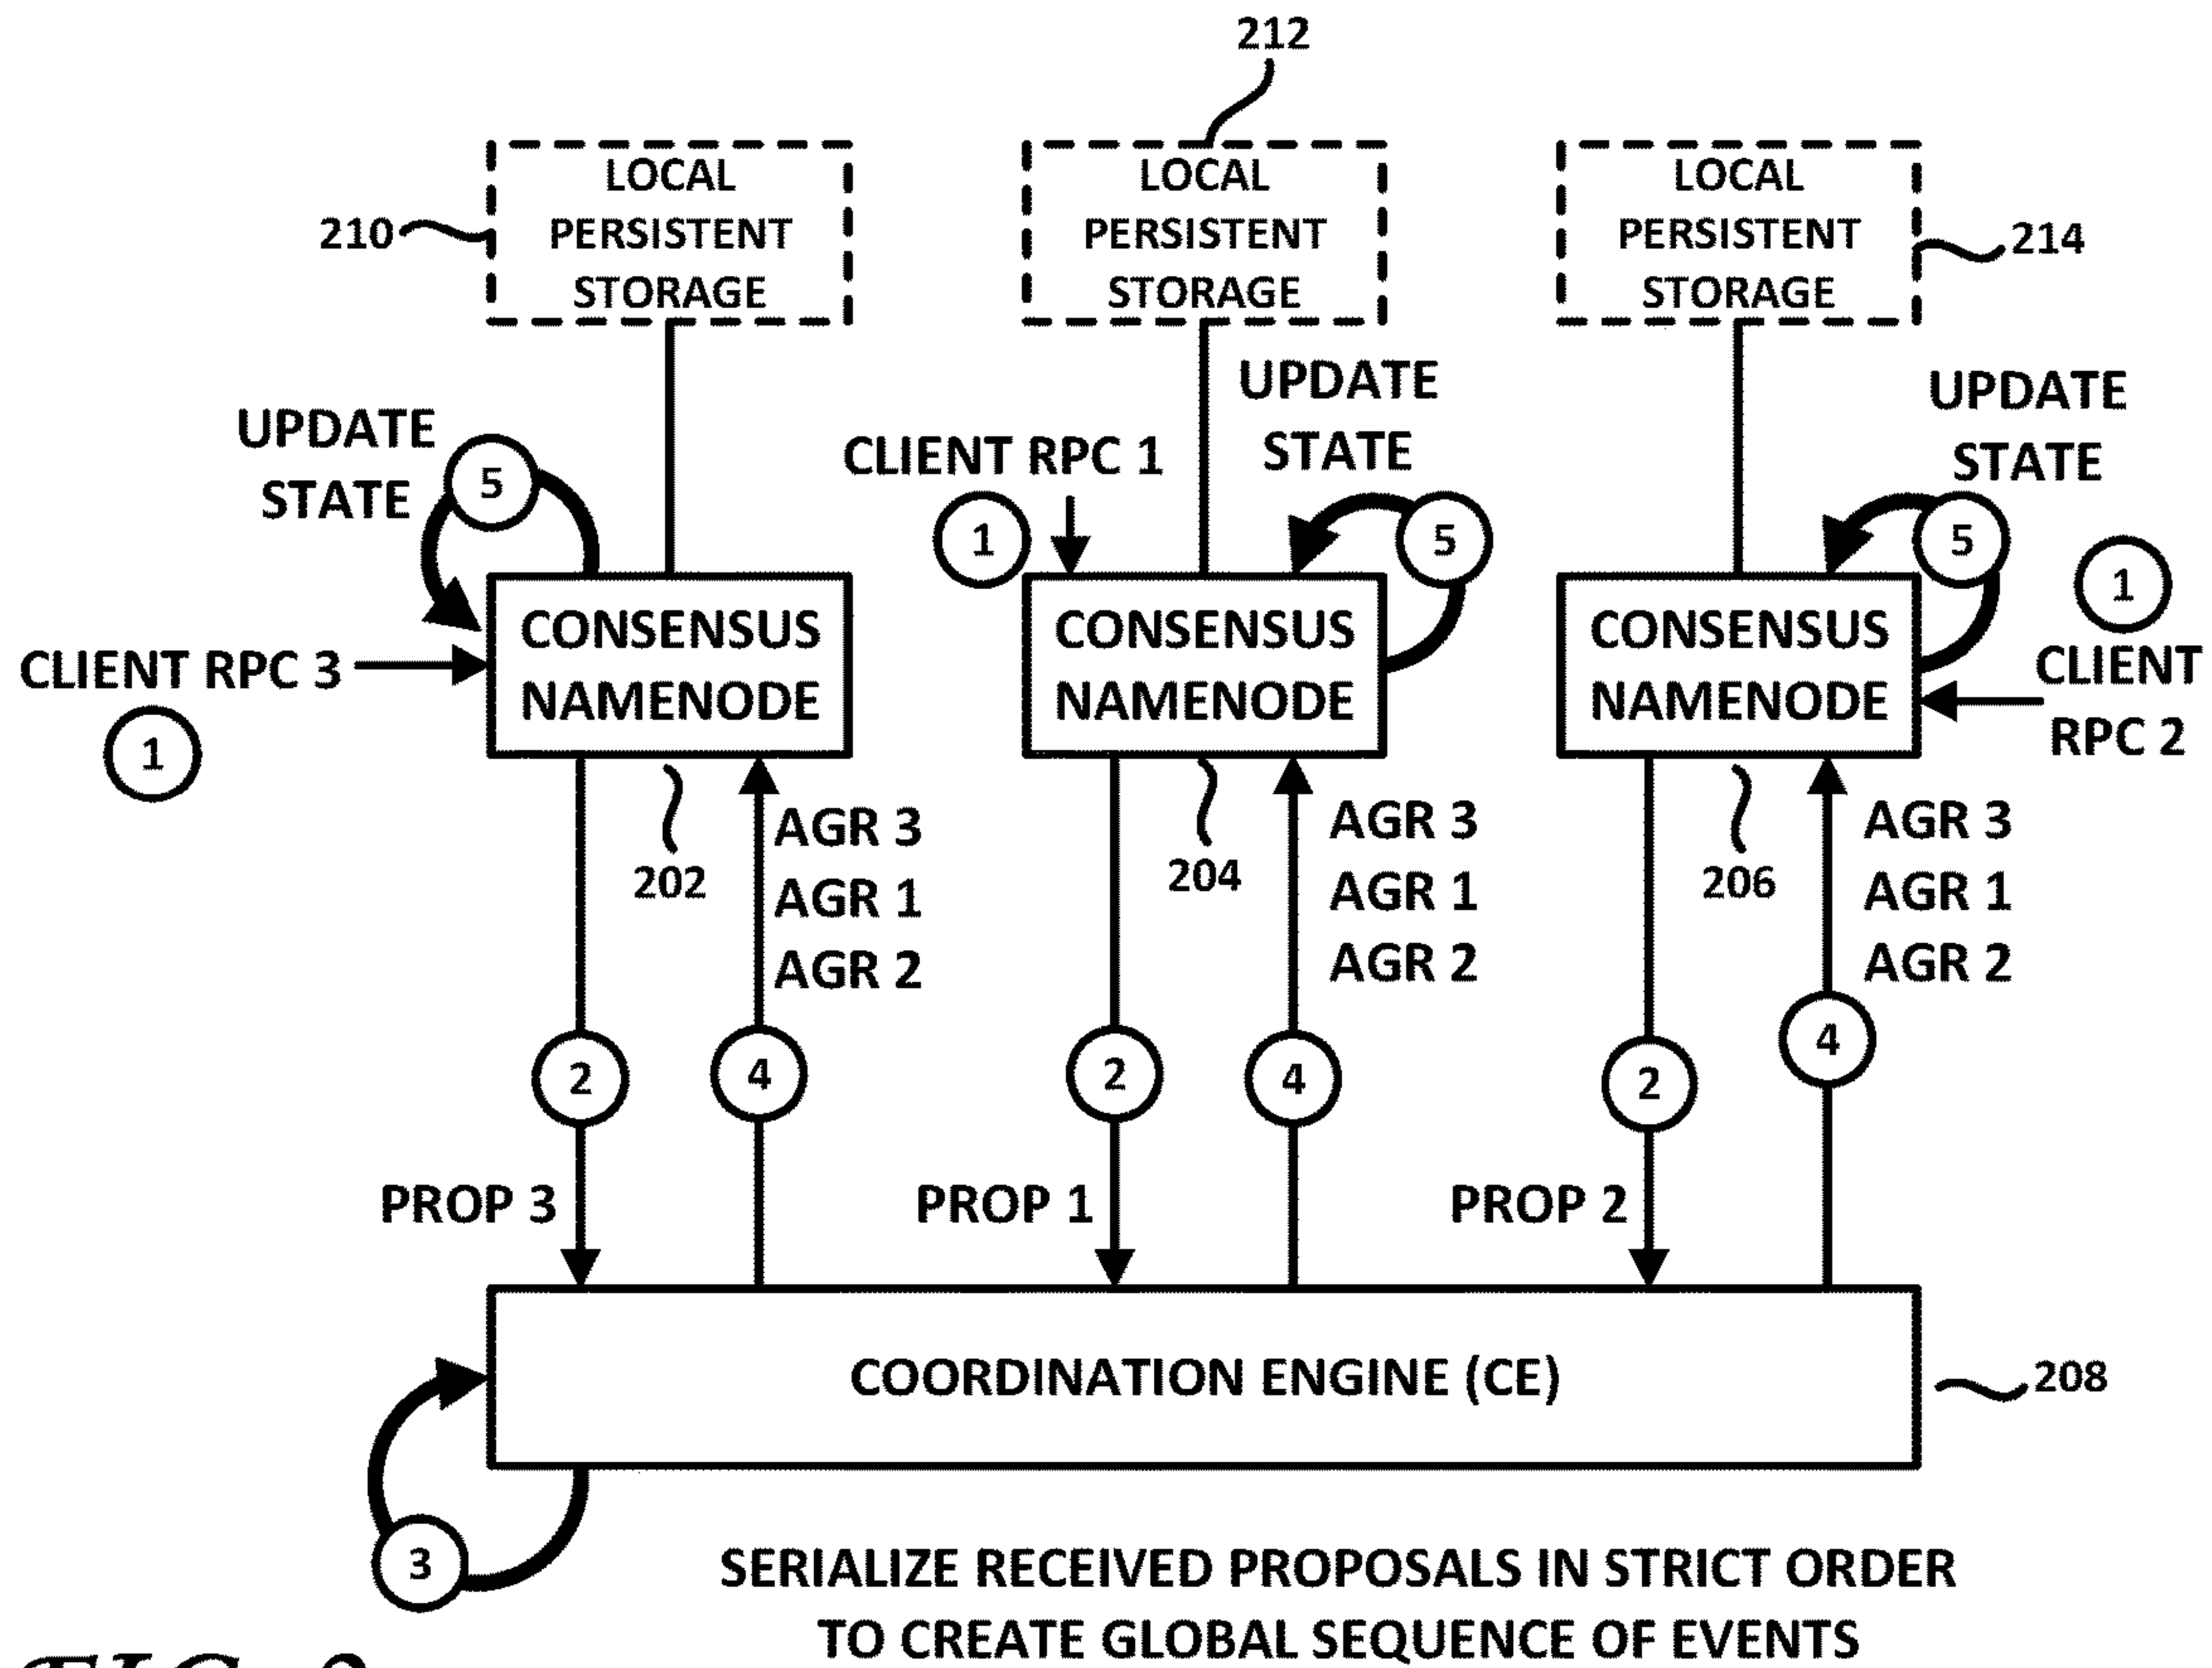 212
LOCAL
PERSISTENT
STORAGE
LOCAL
PERSISTENT
STORAGE
LOCAL
PERSISTENT
STORAGE
210
214
UPDATE
STATE
5
CLIENT RPC 1
1
UPDATE
STATE
5
UPDATE
STATE
5
1
CLIENT RPC 3
1
CONSENSUS
NAMENODE
CONSENSUS
NAMENODE
CONSENSUS
NAMENODE
CLIENT
RPC 2
202
AGR 3
AGR 1
AGR 2
204
AGR 3
AGR 1
AGR 2
206
AGR 3
AGR 1
AGR 2
2
4
2
4
2
4
PROP 3
PROP 1
PROP 2
COORDINATION ENGINE (CE)
208
3
SERIALIZE RECEIVED PROPOSALS IN STRICT ORDER
TO CREATE GLOBAL SEQUENCE OF EVENTS